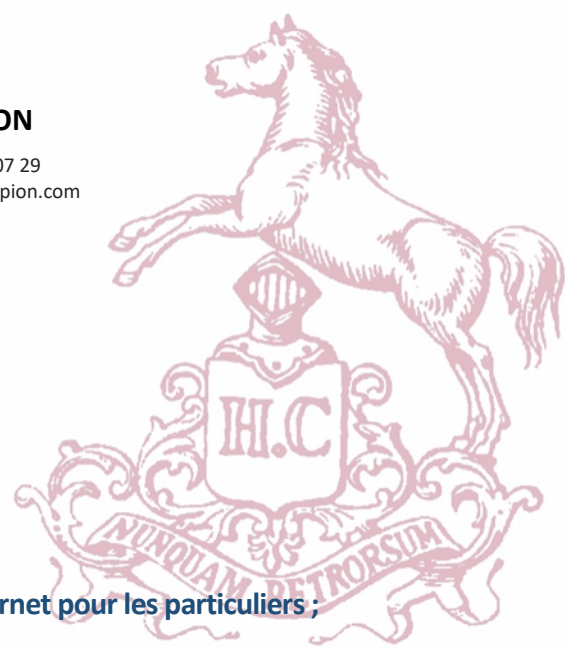 ON
07 29
pion.com
H.C
NUNQUAM RETRORSUM
rnet pour les particuliers ;